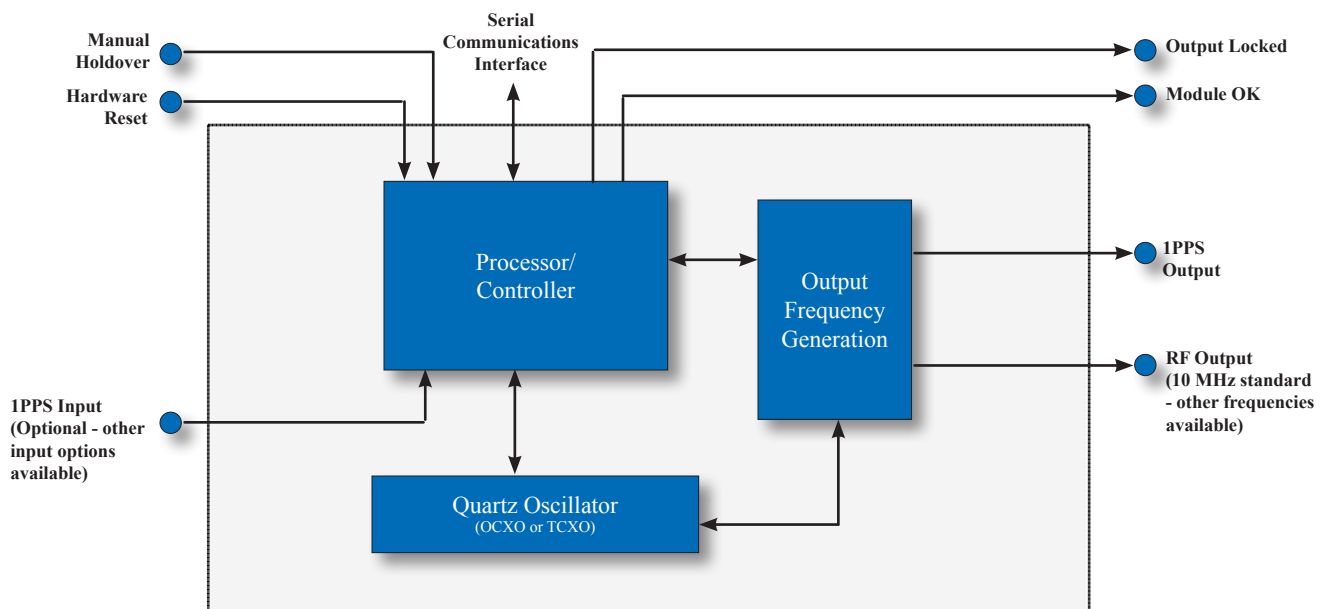 Manual
Holdover
Hardware
Reset
Serial
Communications
Interface
Output Locked
Module OK
Processor/
Controller
Output
Frequency
Generation
1PPS
Output
RF Output
(10 MHz standard
- other frequencies
available)
1PPS Input
(Optional - other
input options
available)
Quartz Oscillator
(OCXO or TCXO)